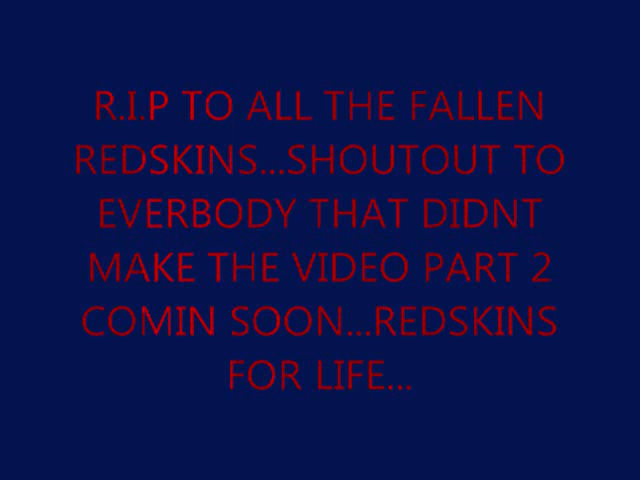 R.I.P TO ALL THE FALLEN
REDSKINS...SHOUTOUT TO
EVERBODY THAT DIDNT
MAKE THE VIDEO PART 2
COMIN SOON...REDSKINS
FOR LIFE...